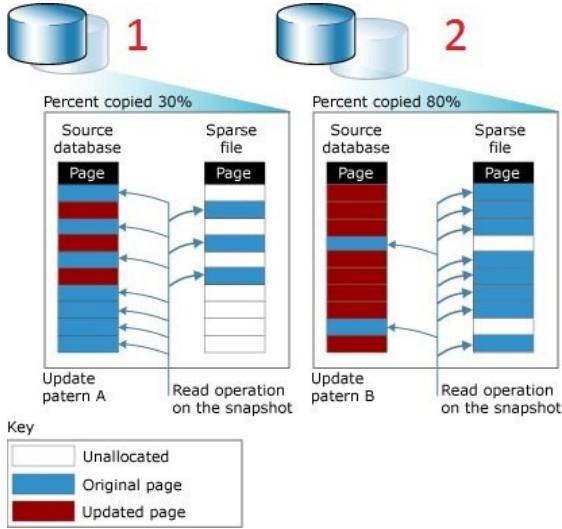 1
2
Percent copied 30%
Percent copied 80%
Source database
Sparse file
Source database
Sparse file
Page
Page
Page
Page
Update patern A
Read operation on the snapshot
Update patern B
Read operation on the snapshot
Key
Unallocated
Original page
Updated page